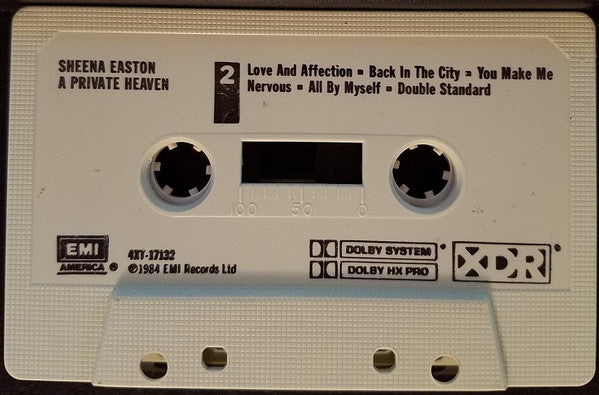 SHEENA EASTON
A PRIVATE HEAVEN
2
Love And Affection ▪ Back In The City ▪ You Make Me
Nervous ▪ All By Myself ▪ Double Standard
00 50 0
EMI
AMERICA ®
4XT-17132
℗1984 EMI Records Ltd
DOLBY SYSTEM
DOLBY HX PRO
XDR